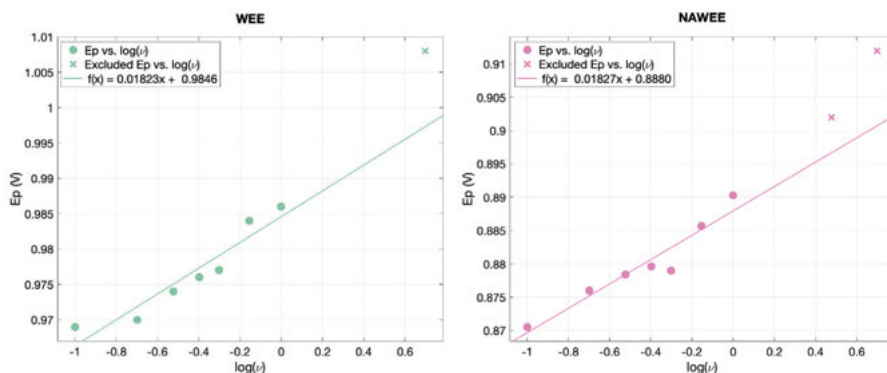 WEE
Ep vs. log(ν)
Excluded Ep vs. log(ν)
f(x) = 0.01823x + 0.9846
1.01
1.005
1
0.995
0.99
0.985
0.98
0.975
0.97
Ep (V)
-1 -0.8 -0.6 -0.4 -0.2 0 0.2 0.4 0.6
log(ν)
NAWEE
Ep vs. log(ν)
Excluded Ep vs. log(ν)
f(x) = 0.01827x + 0.8880
0.91
0.905
0.9
0.895
0.89
0.885
0.88
0.875
0.87
Ep (V)
-1 -0.8 -0.6 -0.4 -0.2 0 0.2 0.4 0.6
log(ν)